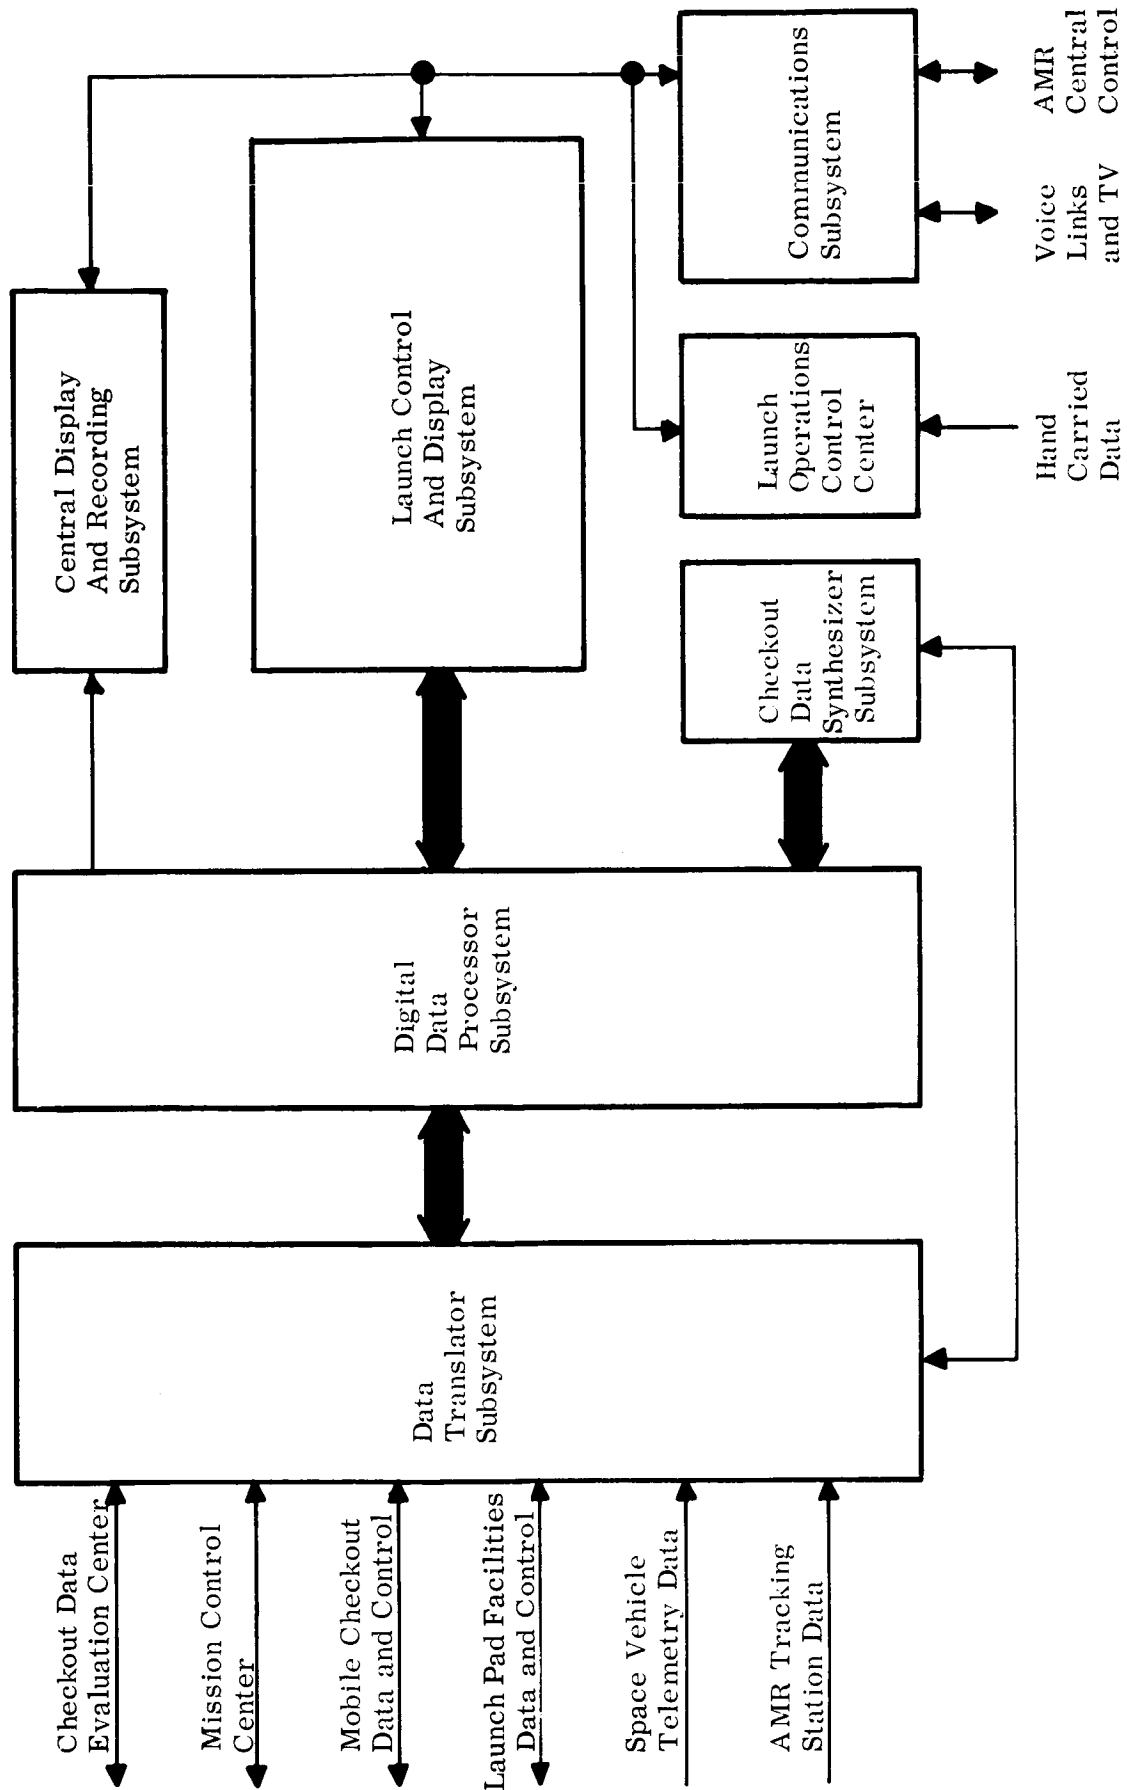 Checkout Data
Evaluation Center
Mission Control
Center
Mobile Checkout
Data and Control
Launch Pad Facilities
Data and Control
Space Vehicle
Telemetry Data
AMR Tracking
Station Data
Data
Translator
Subsystem
Digital
Data
Processor
Subsystem
Central Display
And Recording
Subsystem
Launch Control
And Display
Subsystem
Checkout
Data
Synthesizer
Subsystem
Launch
Operations
Control
Center
Communications
Subsystem
Hand
Carried
Data
Voice
Links
and TV
AMR
Central
Control